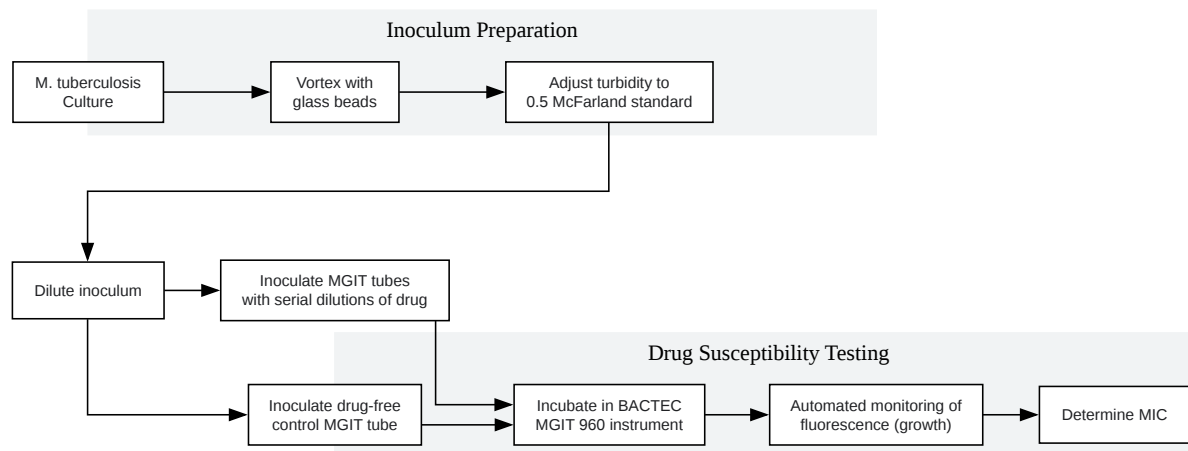 Inoculum Preparation
M. tuberculosis
Culture
Vortex with
glass beads
Adjust turbidity to
0.5 McFarland standard
Dilute inoculum
Inoculate MGIT tubes
with serial dilutions of drug
Drug Susceptibility Testing
Inoculate drug-free
control MGIT tube
Incubate in BACTEC
MGIT 960 instrument
Automated monitoring of
fluorescence (growth)
Determine MIC